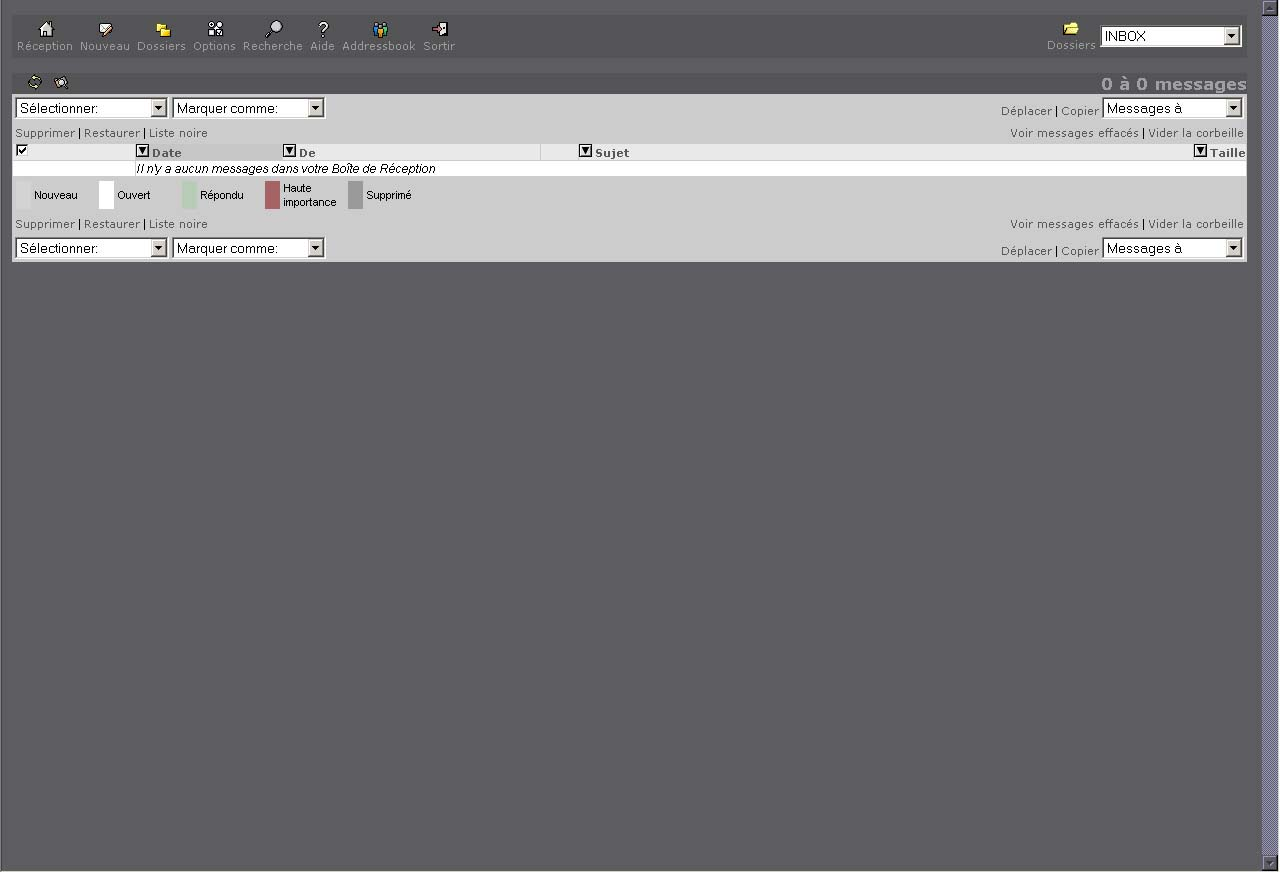 Réception Nouveau Dossiers Options Recherche Aide Addressbook Sortir Dossiers INBOX
0 à 0 messages
Sélectionner: Marquer comme: Déplacer | Copier Messages à
Supprimer | Restaurer | Liste noire Voir messages effacés | Vider la corbeille
Date De Sujet Taille
Il n'y a aucun messages dans votre Boîte de Réception
Nouveau Ouvert Répondu Haute importance Supprimé
Supprimer | Restaurer | Liste noire Voir messages effacés | Vider la corbeille
Sélectionner: Marquer comme: Déplacer | Copier Messages à